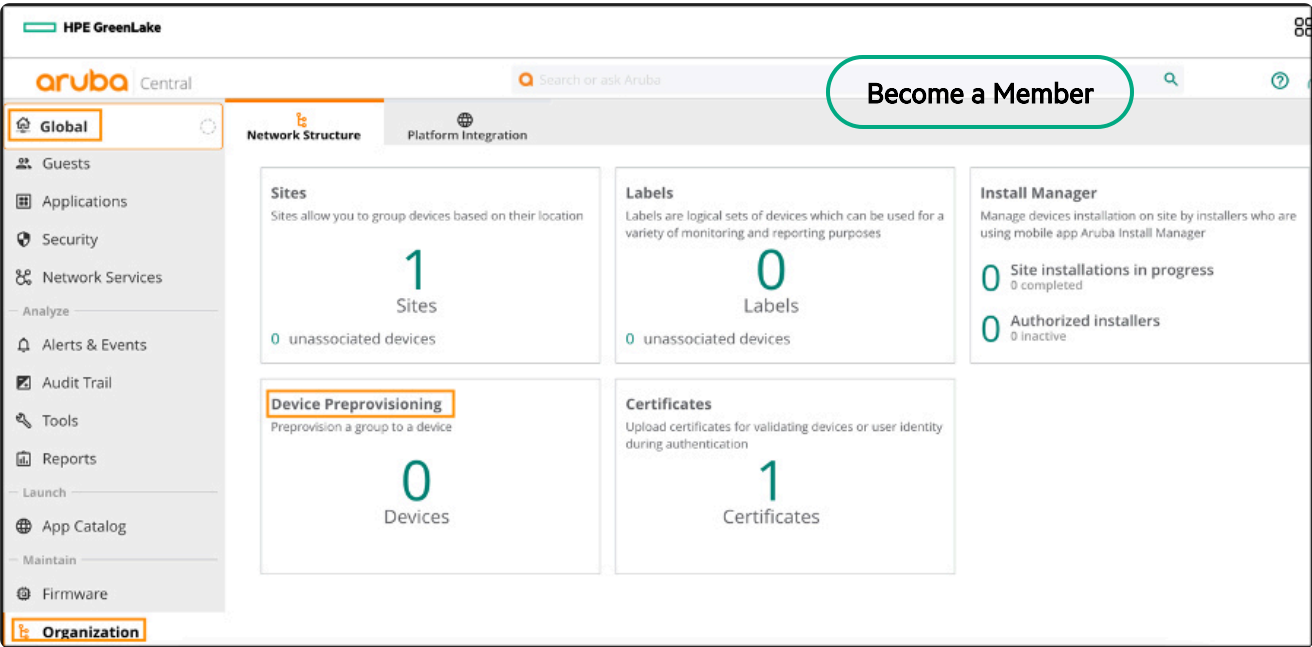 HPE GreenLake
aruba Central
Search or ask Aruba
Become a Member
Global
Guests
Applications
Security
Network Services
Analyze
Alerts & Events
Audit Trail
Tools
Reports
Launch
App Catalog
Maintain
Firmware
Organization
Network Structure
Platform Integration
Sites
Sites allow you to group devices based on their location
1
Sites
0 unassociated devices
Labels
Labels are logical sets of devices which can be used for a
variety of monitoring and reporting purposes
0
Labels
0 unassociated devices
Install Manager
Manage devices installation on site by installers who are
using mobile app Aruba Install Manager
0 Site installations in progress
0 completed
0 Authorized installers
0 inactive
Device Preprovisioning
Preprovision a group to a device
0
Devices
Certificates
Upload certificates for validating devices or user identity
during authentication
1
Certificates